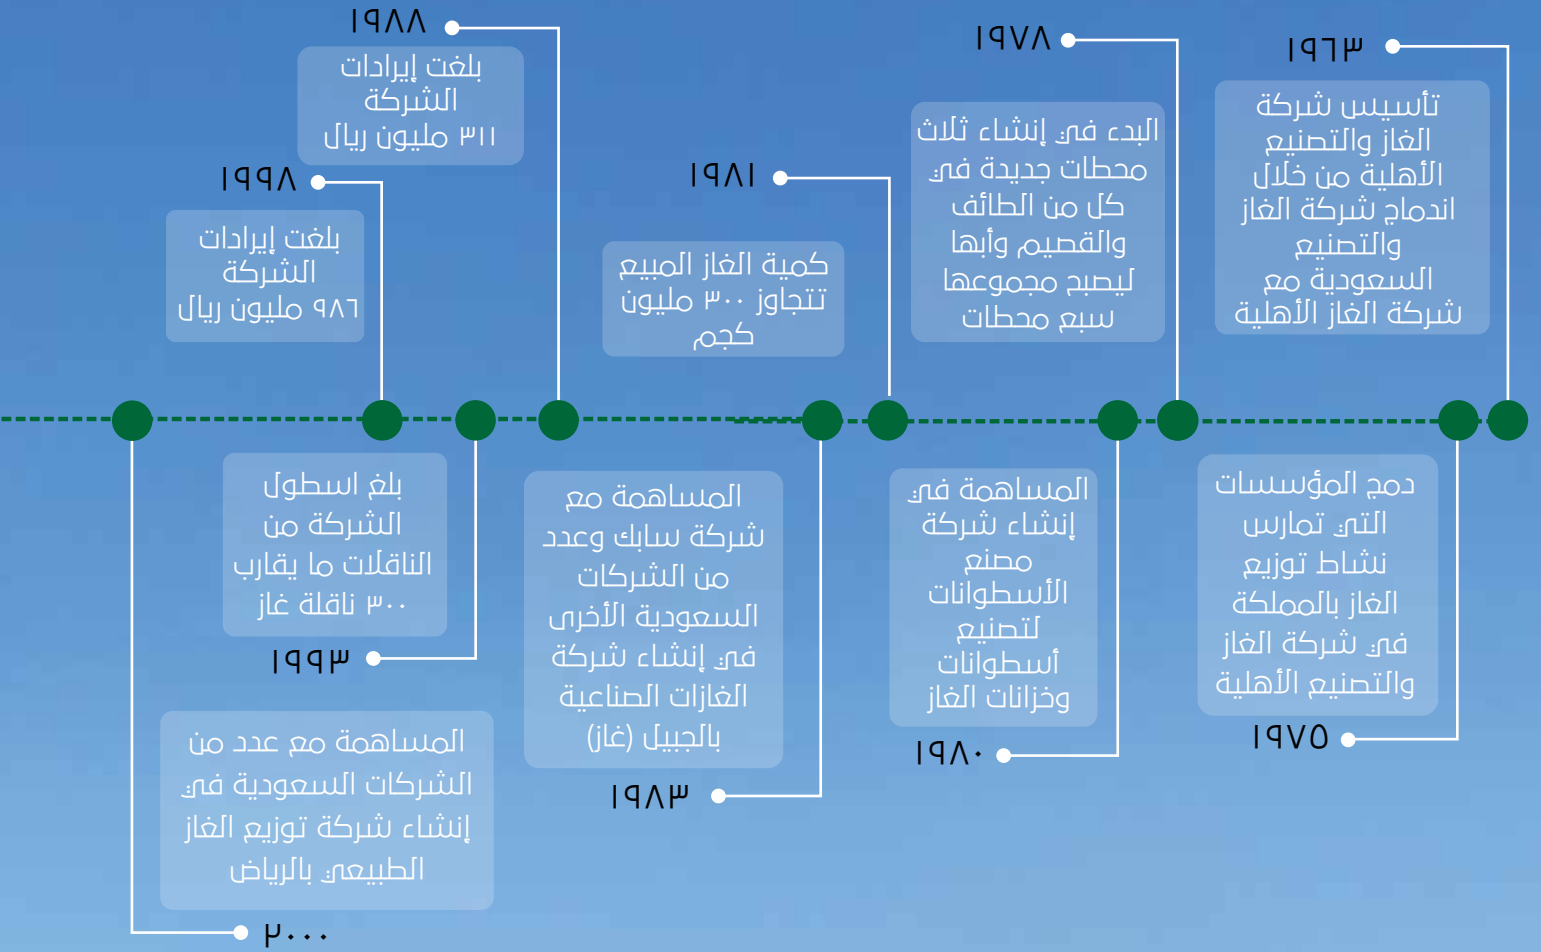 ١٩٦٣
تأسيس شركة
الغاز والتصنيع
الأهلية من خلال
اندماج شركة الغاز
والتصنيع
السعودية مع
شركة الغاز الأهلية
١٩٧٥
دمج المؤسسات
التي تمارس
نشاط توزيع
الغاز بالمملكة
في شركة الغاز
والتصنيع الأهلية
١٩٧٨
البدء في إنشاء ثلاث
محطات جديدة في
كل من الطائف
والقصيم وأبها
ليصبح مجموعها
سبع محطات
١٩٨٠
المساهمة في
إنشاء شركة
مصنع
الأسطوانات
لتصنيع
أسطوانات
وخزانات الغاز
١٩٨١
كمية الغاز المبيع
تتجاوز ٣٠٠ مليون
كجم
١٩٨٣
المساهمة مع
شركة سابك وعدد
من الشركات
السعودية الأخرى
في إنشاء شركة
الغازات الصناعية
بالجبيل (غاز)
١٩٨٨
بلغت إيرادات
الشركة
٣١١ مليون ريال
١٩٩٣
بلغ اسطول
الشركة من
الناقلات ما يقارب
٣٠٠ ناقلة غاز
١٩٩٨
بلغت إيرادات
الشركة
٩٨٦ مليون ريال
٢٠٠٠
المساهمة مع عدد من
الشركات السعودية في
إنشاء شركة توزيع الغاز
الطبيعي بالرياض